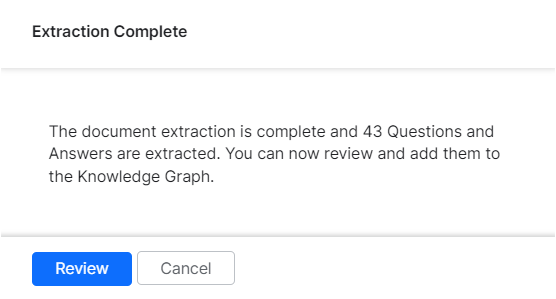 Extraction Complete
The document extraction is complete and 43 Questions and
Answers are extracted. You can now review and add them to
the Knowledge Graph.
Review
Cancel